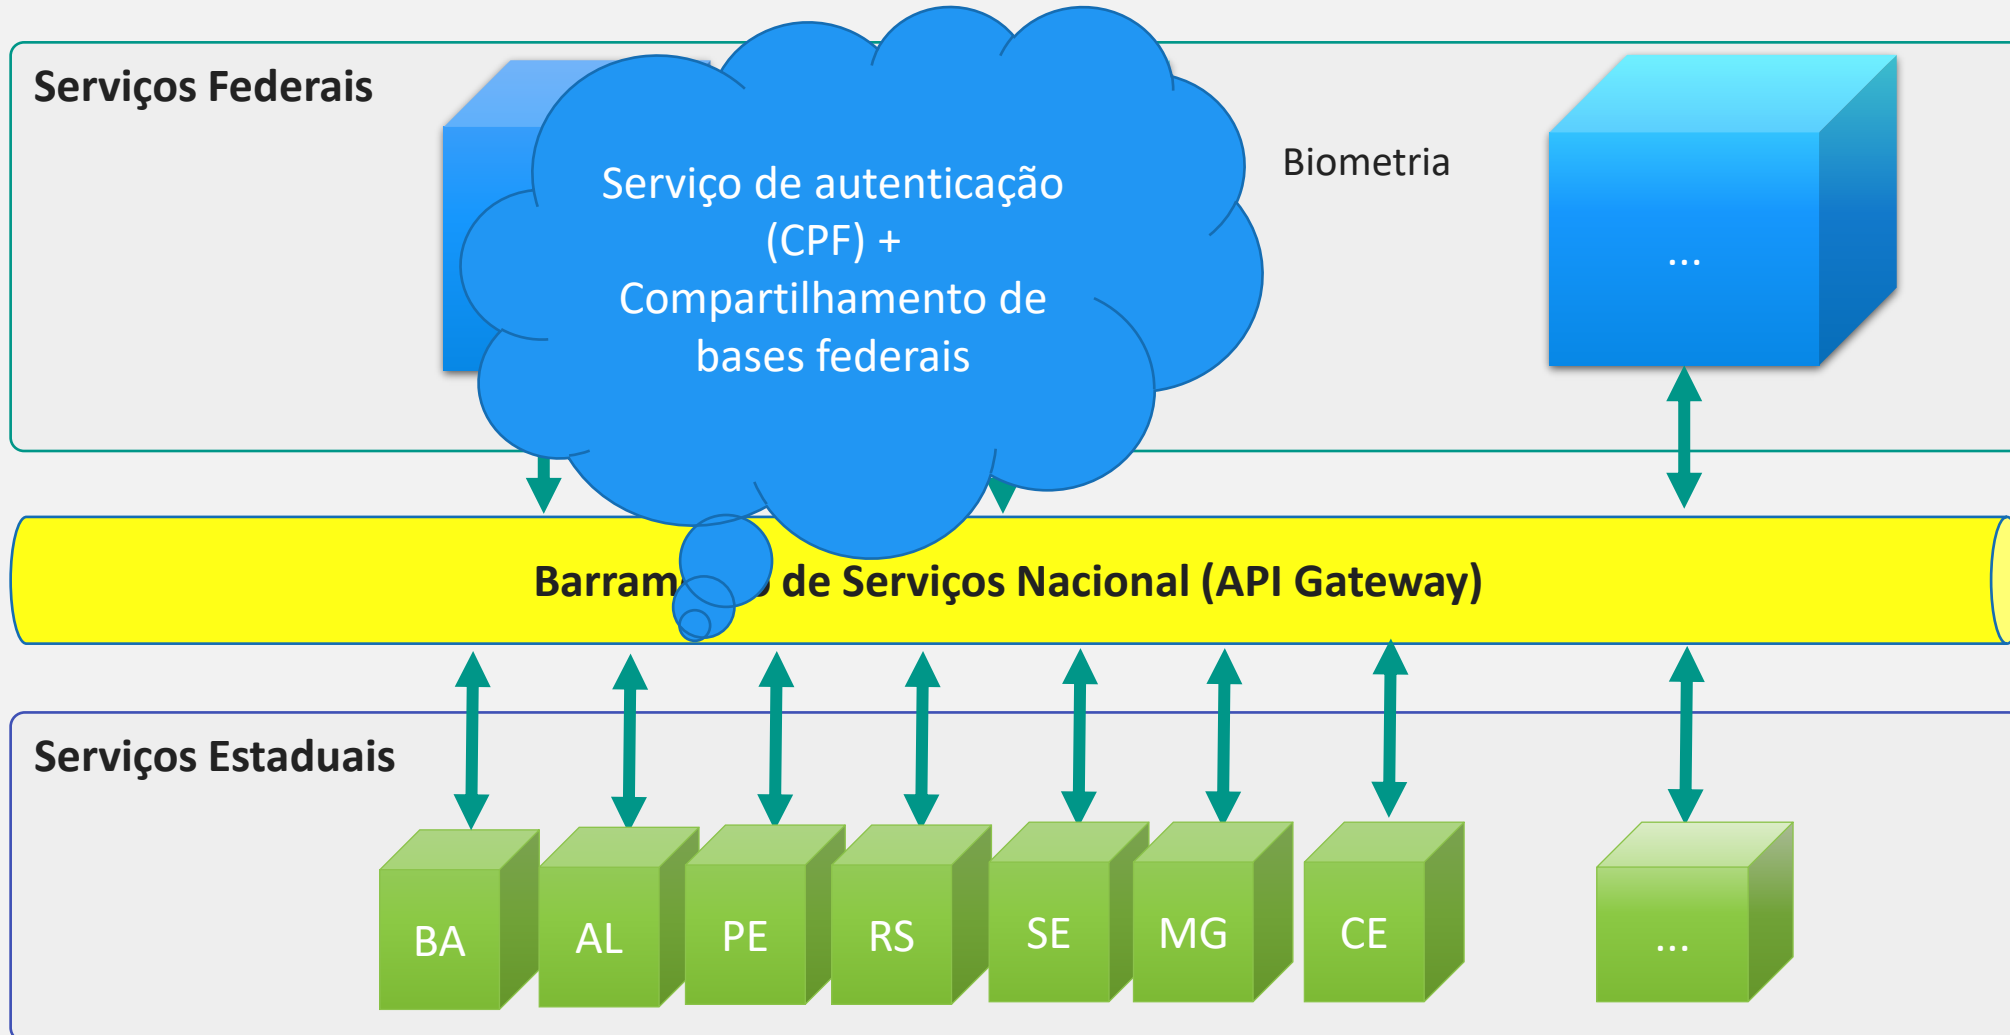 Serviços Federais
Serviço de autenticação
(CPF) +
Compartilhamento de
bases federais
Biometria
...
de Serviços Nacional (API Gateway)
Serviços Estaduais
BA
AL
PE
RS
SE
MG
CE
...